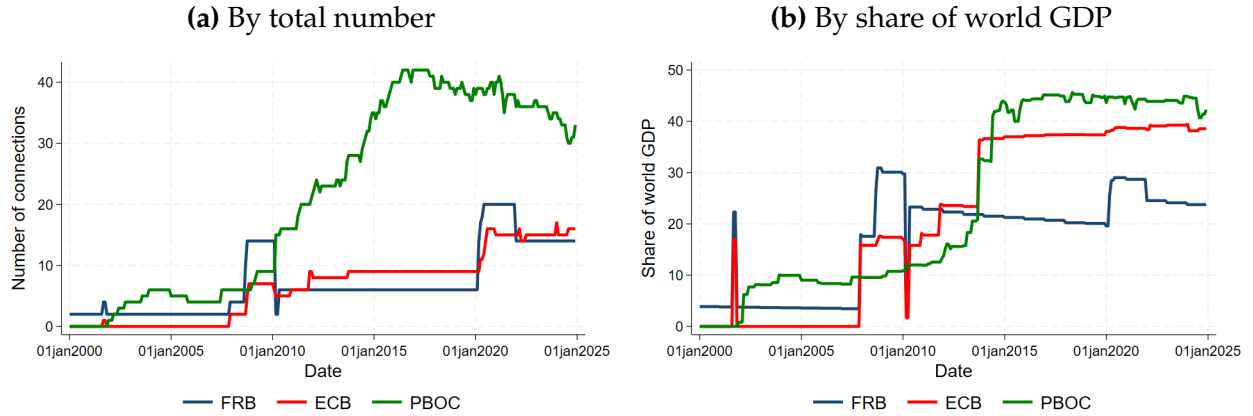 (a) By total number
Number of connections
40
30
20
10
0
01jan2000 01jan2005 01jan2010 01jan2015 01jan2020 01jan2025
Date
FRB ECB PBOC
(b) By share of world GDP
Share of world GDP
50
40
30
20
10
0
01jan2000 01jan2005 01jan2010 01jan2015 01jan2020 01jan2025
Date
FRB ECB PBOC